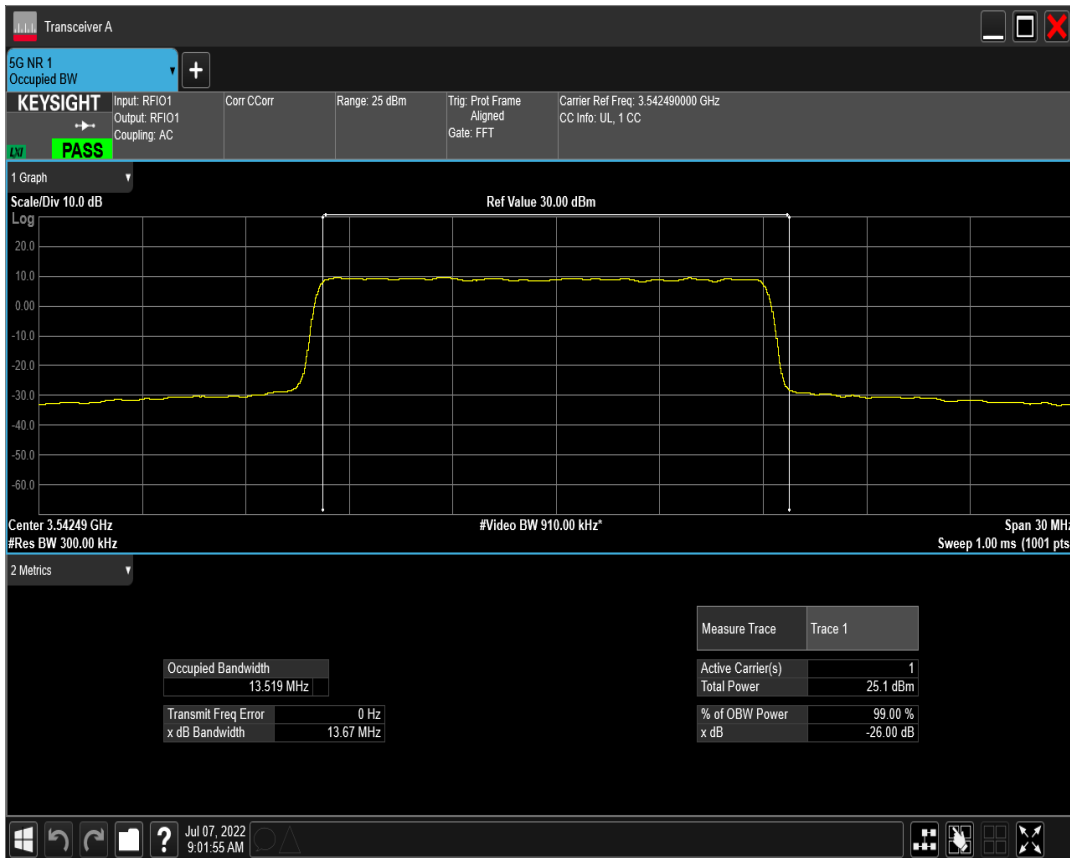 Transceiver A
5G NR 1
Occupied BW
+
KEYSIGHT
LXI
PASS
Input: RFIO1
Output: RFIO1
Coupling: AC
Corr CCorr
Range: 25 dBm
Trig: Prot Frame
Aligned
Gate: FFT
Carrier Ref Freq: 3.542490000 GHz
CC Info: UL, 1 CC
1 Graph
Scale/Div 10.0 dB
Ref Value 30.00 dBm
Log
20.0
10.0
0.00
-10.0
-20.0
-30.0
-40.0
-50.0
-60.0
Center 3.54249 GHz
#Video BW 910.00 kHz*
Span 30 MHz
#Res BW 300.00 kHz
Sweep 1.00 ms (1001 pts
2 Metrics
Measure Trace Trace 1
Occupied Bandwidth
13.519 MHz
Active Carrier(s) 1
Total Power 25.1 dBm
Transmit Freq Error 0 Hz
x dB Bandwidth 13.67 MHz
% of OBW Power 99.00 %
x dB -26.00 dB
?
Jul 07, 2022
9:01:55 AM